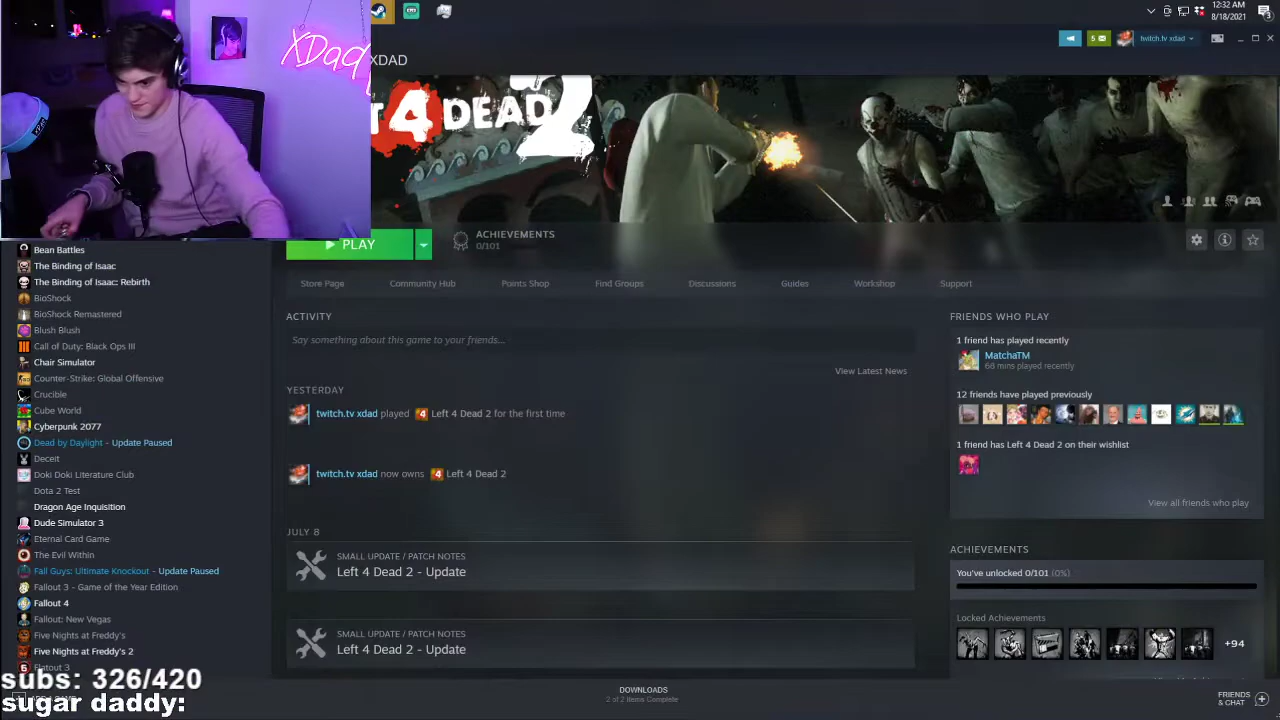 12:32 AM
8/18/2021
3
5
twitch.tv xdad
XDad
XDAD
4 DEAD 2
PLAY
ACHIEVEMENTS
0/101
Store Page
Community Hub
Points Shop
Find Groups
Discussions
Guides
Workshop
Support
Bean Battles
The Binding of Isaac
The Binding of Isaac: Rebirth
BioShock
BioShock Remastered
Blush Blush
Call of Duty: Black Ops III
Chair Simulator
Counter-Strike: Global Offensive
Crucible
Cube World
Cyberpunk 2077
Dead by Daylight - Update Paused
Deceit
Doki Doki Literature Club
Dota 2 Test
Dragon Age Inquisition
Dude Simulator 3
Eternal Card Game
The Evil Within
Fall Guys: Ultimate Knockout - Update Paused
Fallout 3 - Game of the Year Edition
Fallout 4
Fallout: New Vegas
Five Nights at Freddy's
Five Nights at Freddy's 2
Flatout 3
subs: 326/420
sugar daddy:
ACTIVITY
Say something about this game to your friends...
View Latest News
YESTERDAY
twitch.tv xdad played Left 4 Dead 2 for the first time
twitch.tv xdad now owns Left 4 Dead 2
JULY 8
SMALL UPDATE / PATCH NOTES
Left 4 Dead 2 - Update
SMALL UPDATE / PATCH NOTES
Left 4 Dead 2 - Update
FRIENDS WHO PLAY
1 friend has played recently
MatchaTM
66 mins played recently
12 friends have played previously
1 friend has Left 4 Dead 2 on their wishlist
View all friends who play
ACHIEVEMENTS
You've unlocked 0/101 (0%)
Locked Achievements
+94
DOWNLOADS
2 of 2 Items Complete
FRIENDS
& CHAT